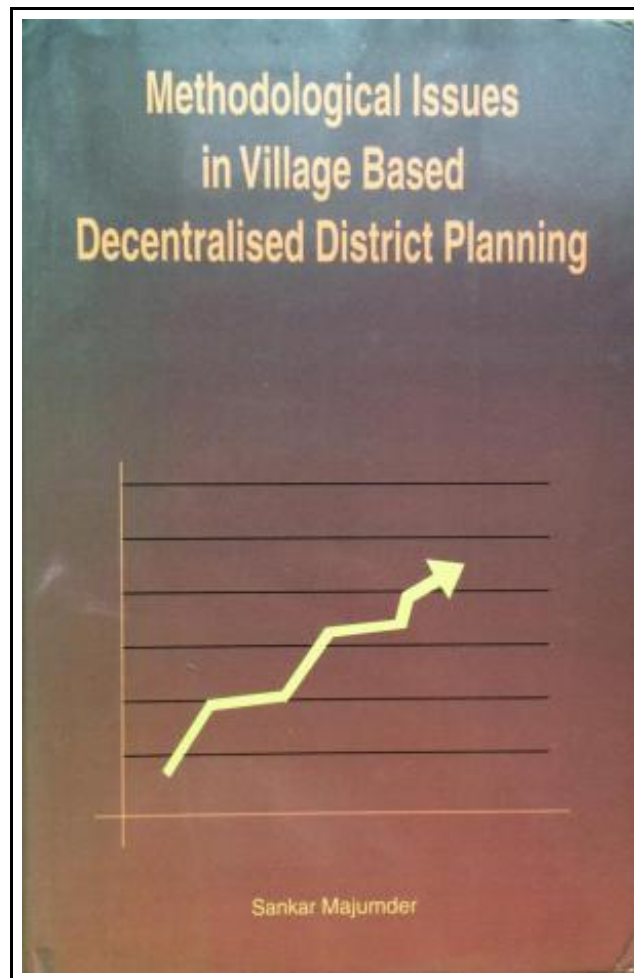 Methodological Issues
in Village Based
Decentralised District Planning
Sankar Majumder